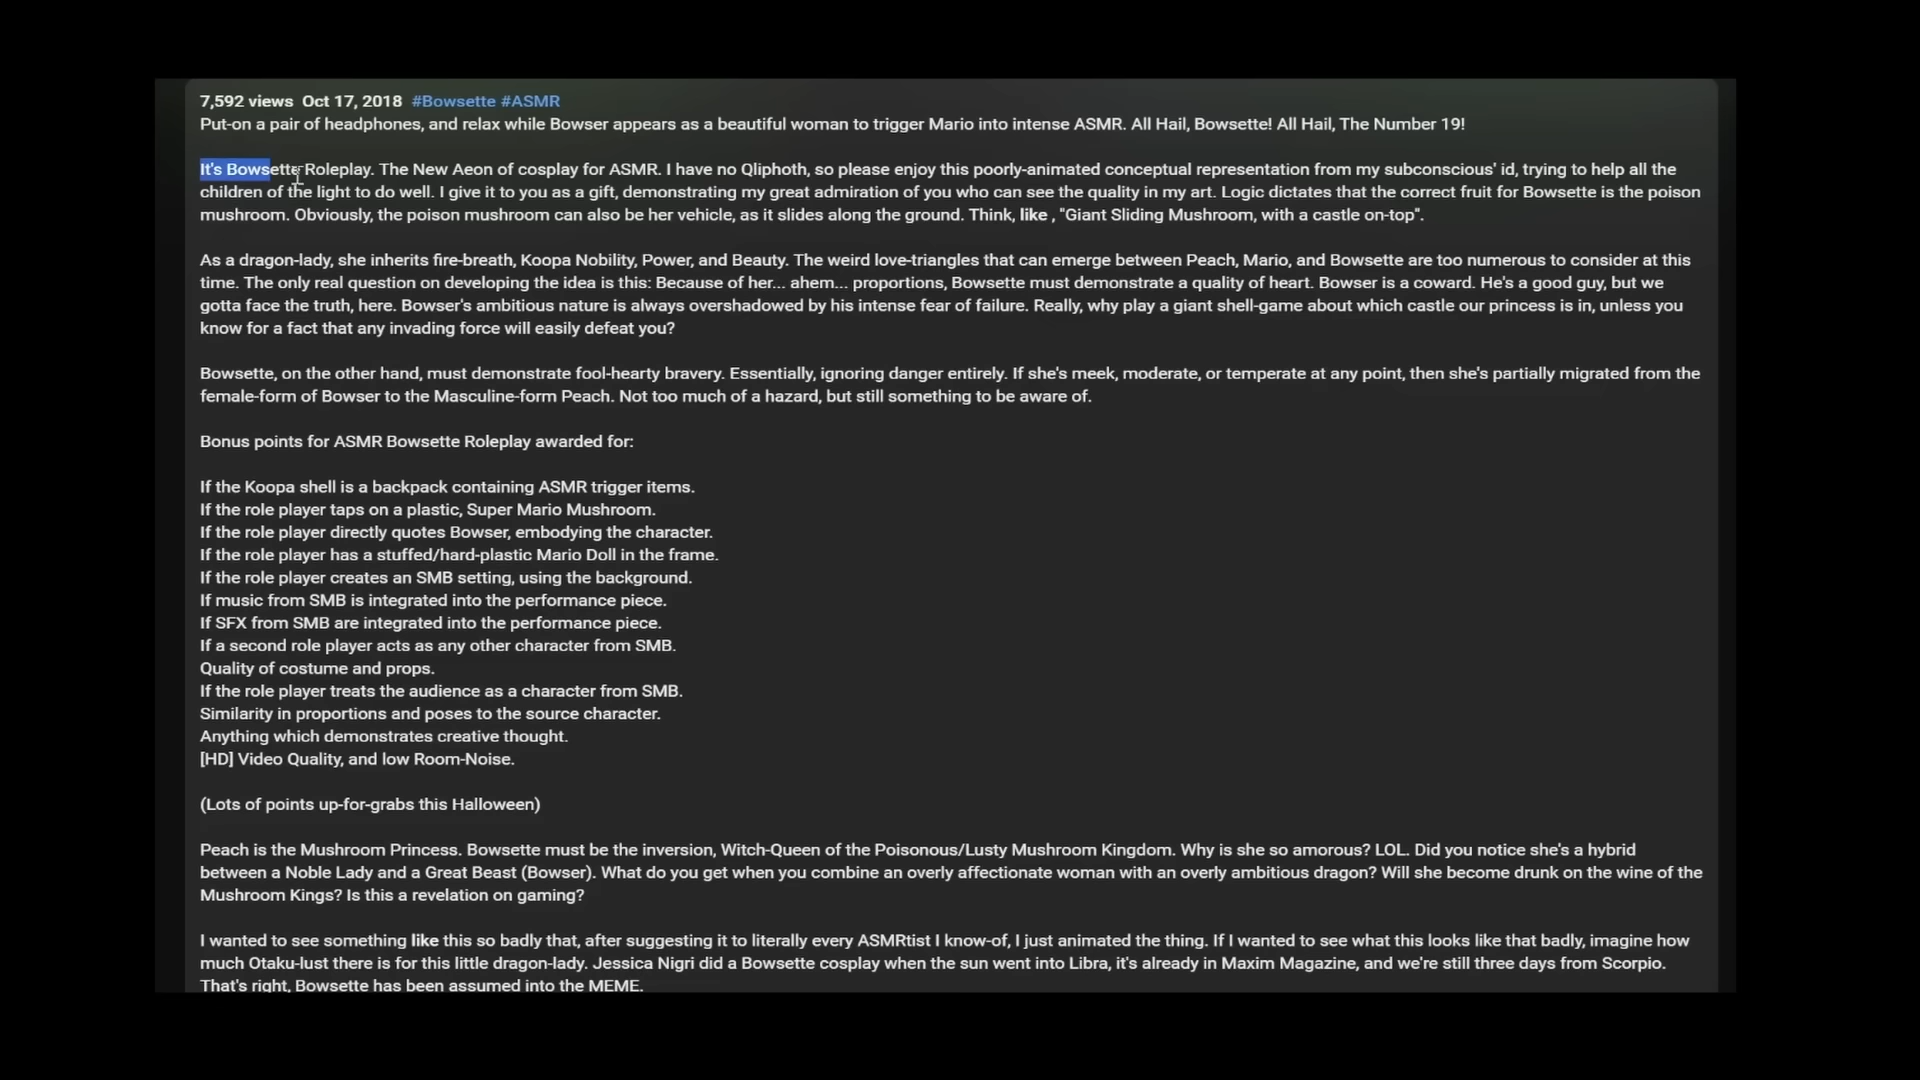 7,592 views Oct 17, 2018 #Bowsette #ASMR
Put-on a pair of headphones, and relax while Bowser appears as a beautiful woman to trigger Mario into intense ASMR. All Hail, Bowsette! All Hail, The Number 19!
It's Bowsette Roleplay. The New Aeon of cosplay for ASMR. I have no Qliphoth, so please enjoy this poorly-animated conceptual representation from my subconscious' id, trying to help all the
children of the light to do well. I give it to you as a gift, demonstrating my great admiration of you who can see the quality in my art. Logic dictates that the correct fruit for Bowsette is the poison
mushroom. Obviously, the poison mushroom can also be her vehicle, as it slides along the ground. Think, like , "Giant Sliding Mushroom, with a castle on-top".
As a dragon-lady, she inherits fire-breath, Koopa Nobility, Power, and Beauty. The weird love-triangles that can emerge between Peach, Mario, and Bowsette are too numerous to consider at this
time. The only real question on developing the idea is this: Because of her... ahem... proportions, Bowsette must demonstrate a quality of heart. Bowser is a coward. He's a good guy, but we
gotta face the truth, here. Bowser's ambitious nature is always overshadowed by his intense fear of failure. Really, why play a giant shell-game about which castle our princess is in, unless you
know for a fact that any invading force will easily defeat you?
Bowsette, on the other hand, must demonstrate fool-hearty bravery. Essentially, ignoring danger entirely. If she's meek, moderate, or temperate at any point, then she's partially migrated from the
female-form of Bowser to the Masculine-form Peach. Not too much of a hazard, but still something to be aware of.
Bonus points for ASMR Bowsette Roleplay awarded for:
If the Koopa shell is a backpack containing ASMR trigger items.
If the role player taps on a plastic, Super Mario Mushroom.
If the role player directly quotes Bowser, embodying the character.
If the role player has a stuffed/hard-plastic Mario Doll in the frame.
If the role player creates an SMB setting, using the background.
If music from SMB is integrated into the performance piece.
If SFX from SMB are integrated into the performance piece.
If a second role player acts as any other character from SMB.
Quality of costume and props.
If the role player treats the audience as a character from SMB.
Similarity in proportions and poses to the source character.
Anything which demonstrates creative thought.
[HD] Video Quality, and low Room-Noise.
(Lots of points up-for-grabs this Halloween)
Peach is the Mushroom Princess. Bowsette must be the inversion, Witch-Queen of the Poisonous/Lusty Mushroom Kingdom. Why is she so amorous? LOL. Did you notice she's a hybrid
between a Noble Lady and a Great Beast (Bowser). What do you get when you combine an overly affectionate woman with an overly ambitious dragon? Will she become drunk on the wine of the
Mushroom Kings? Is this a revelation on gaming?
I wanted to see something like this so badly that, after suggesting it to literally every ASMRtist I know-of, I just animated the thing. If I wanted to see what this looks like that badly, imagine how
much Otaku-lust there is for this little dragon-lady. Jessica Nigri did a Bowsette cosplay when the sun went into Libra, it's already in Maxim Magazine, and we're still three days from Scorpio.
That's right, Bowsette has been assumed into the MEME.